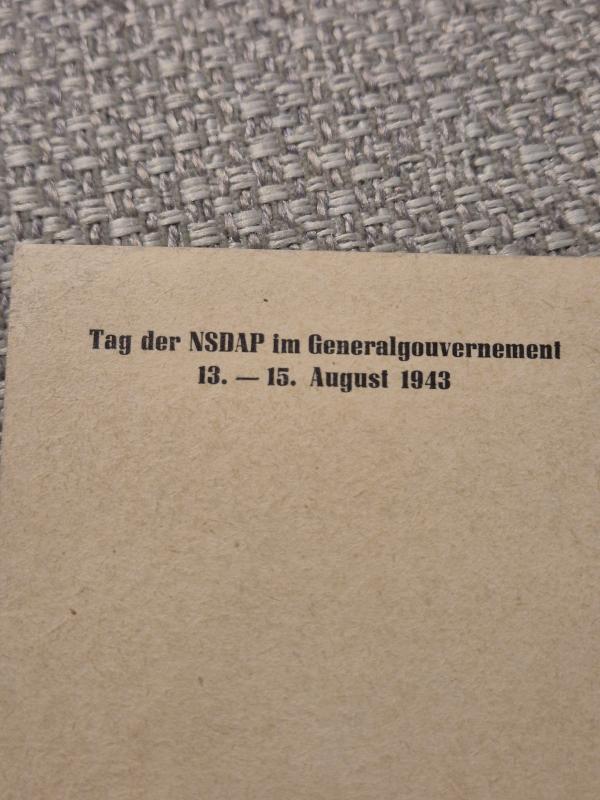 Tag der NSDAP im Generalgouvernement
13. — 15. August 1943